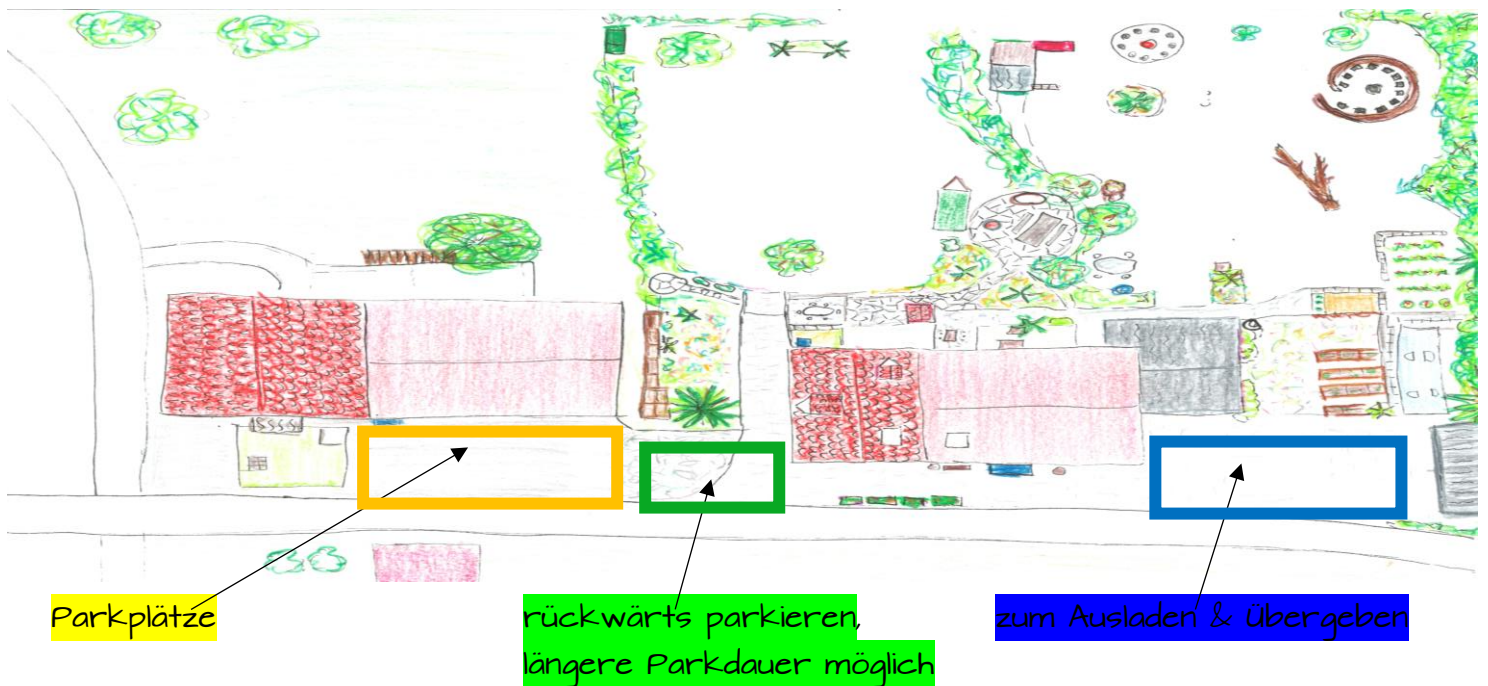 Parkplätze
rückwärts parkieren,
längere Parkdauer möglich
zum Ausladen & Übergeben